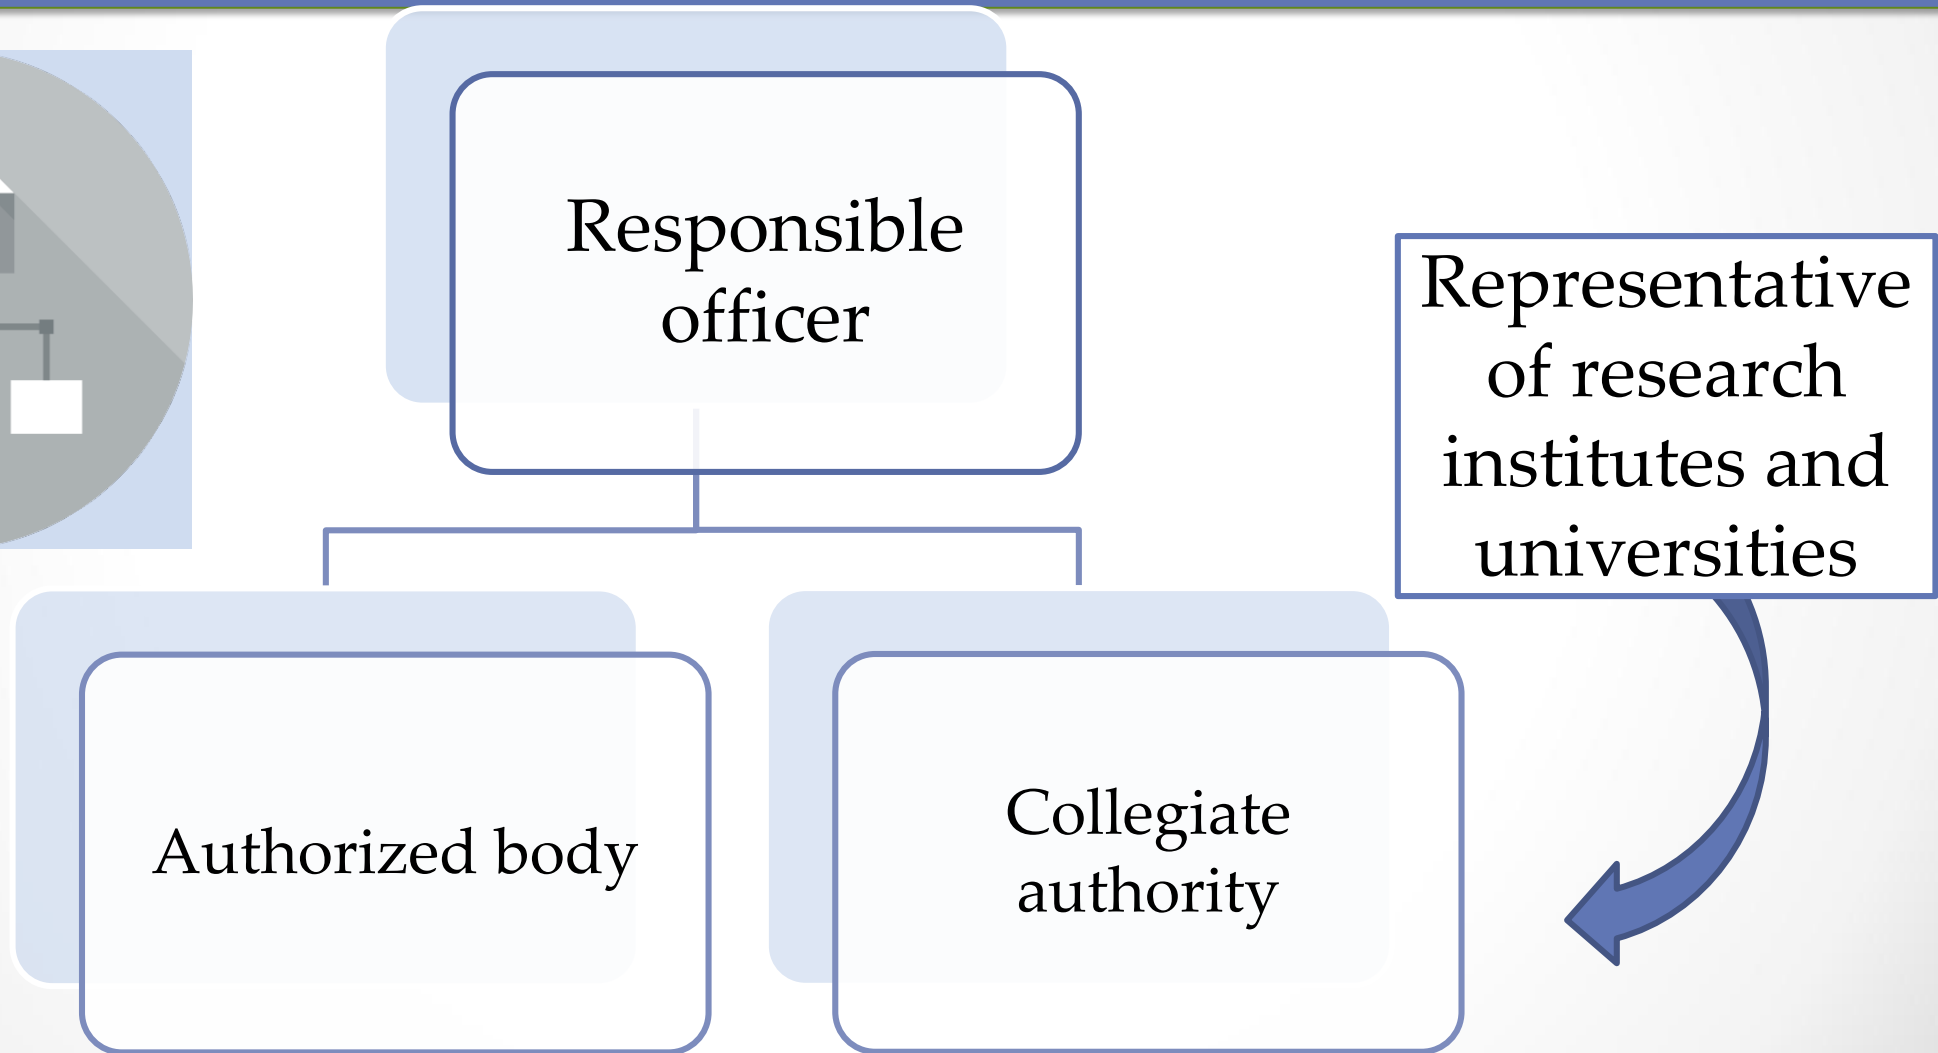 Responsible
officer
Representative
of research
institutes and
universities
Authorized body
Collegiate
authority